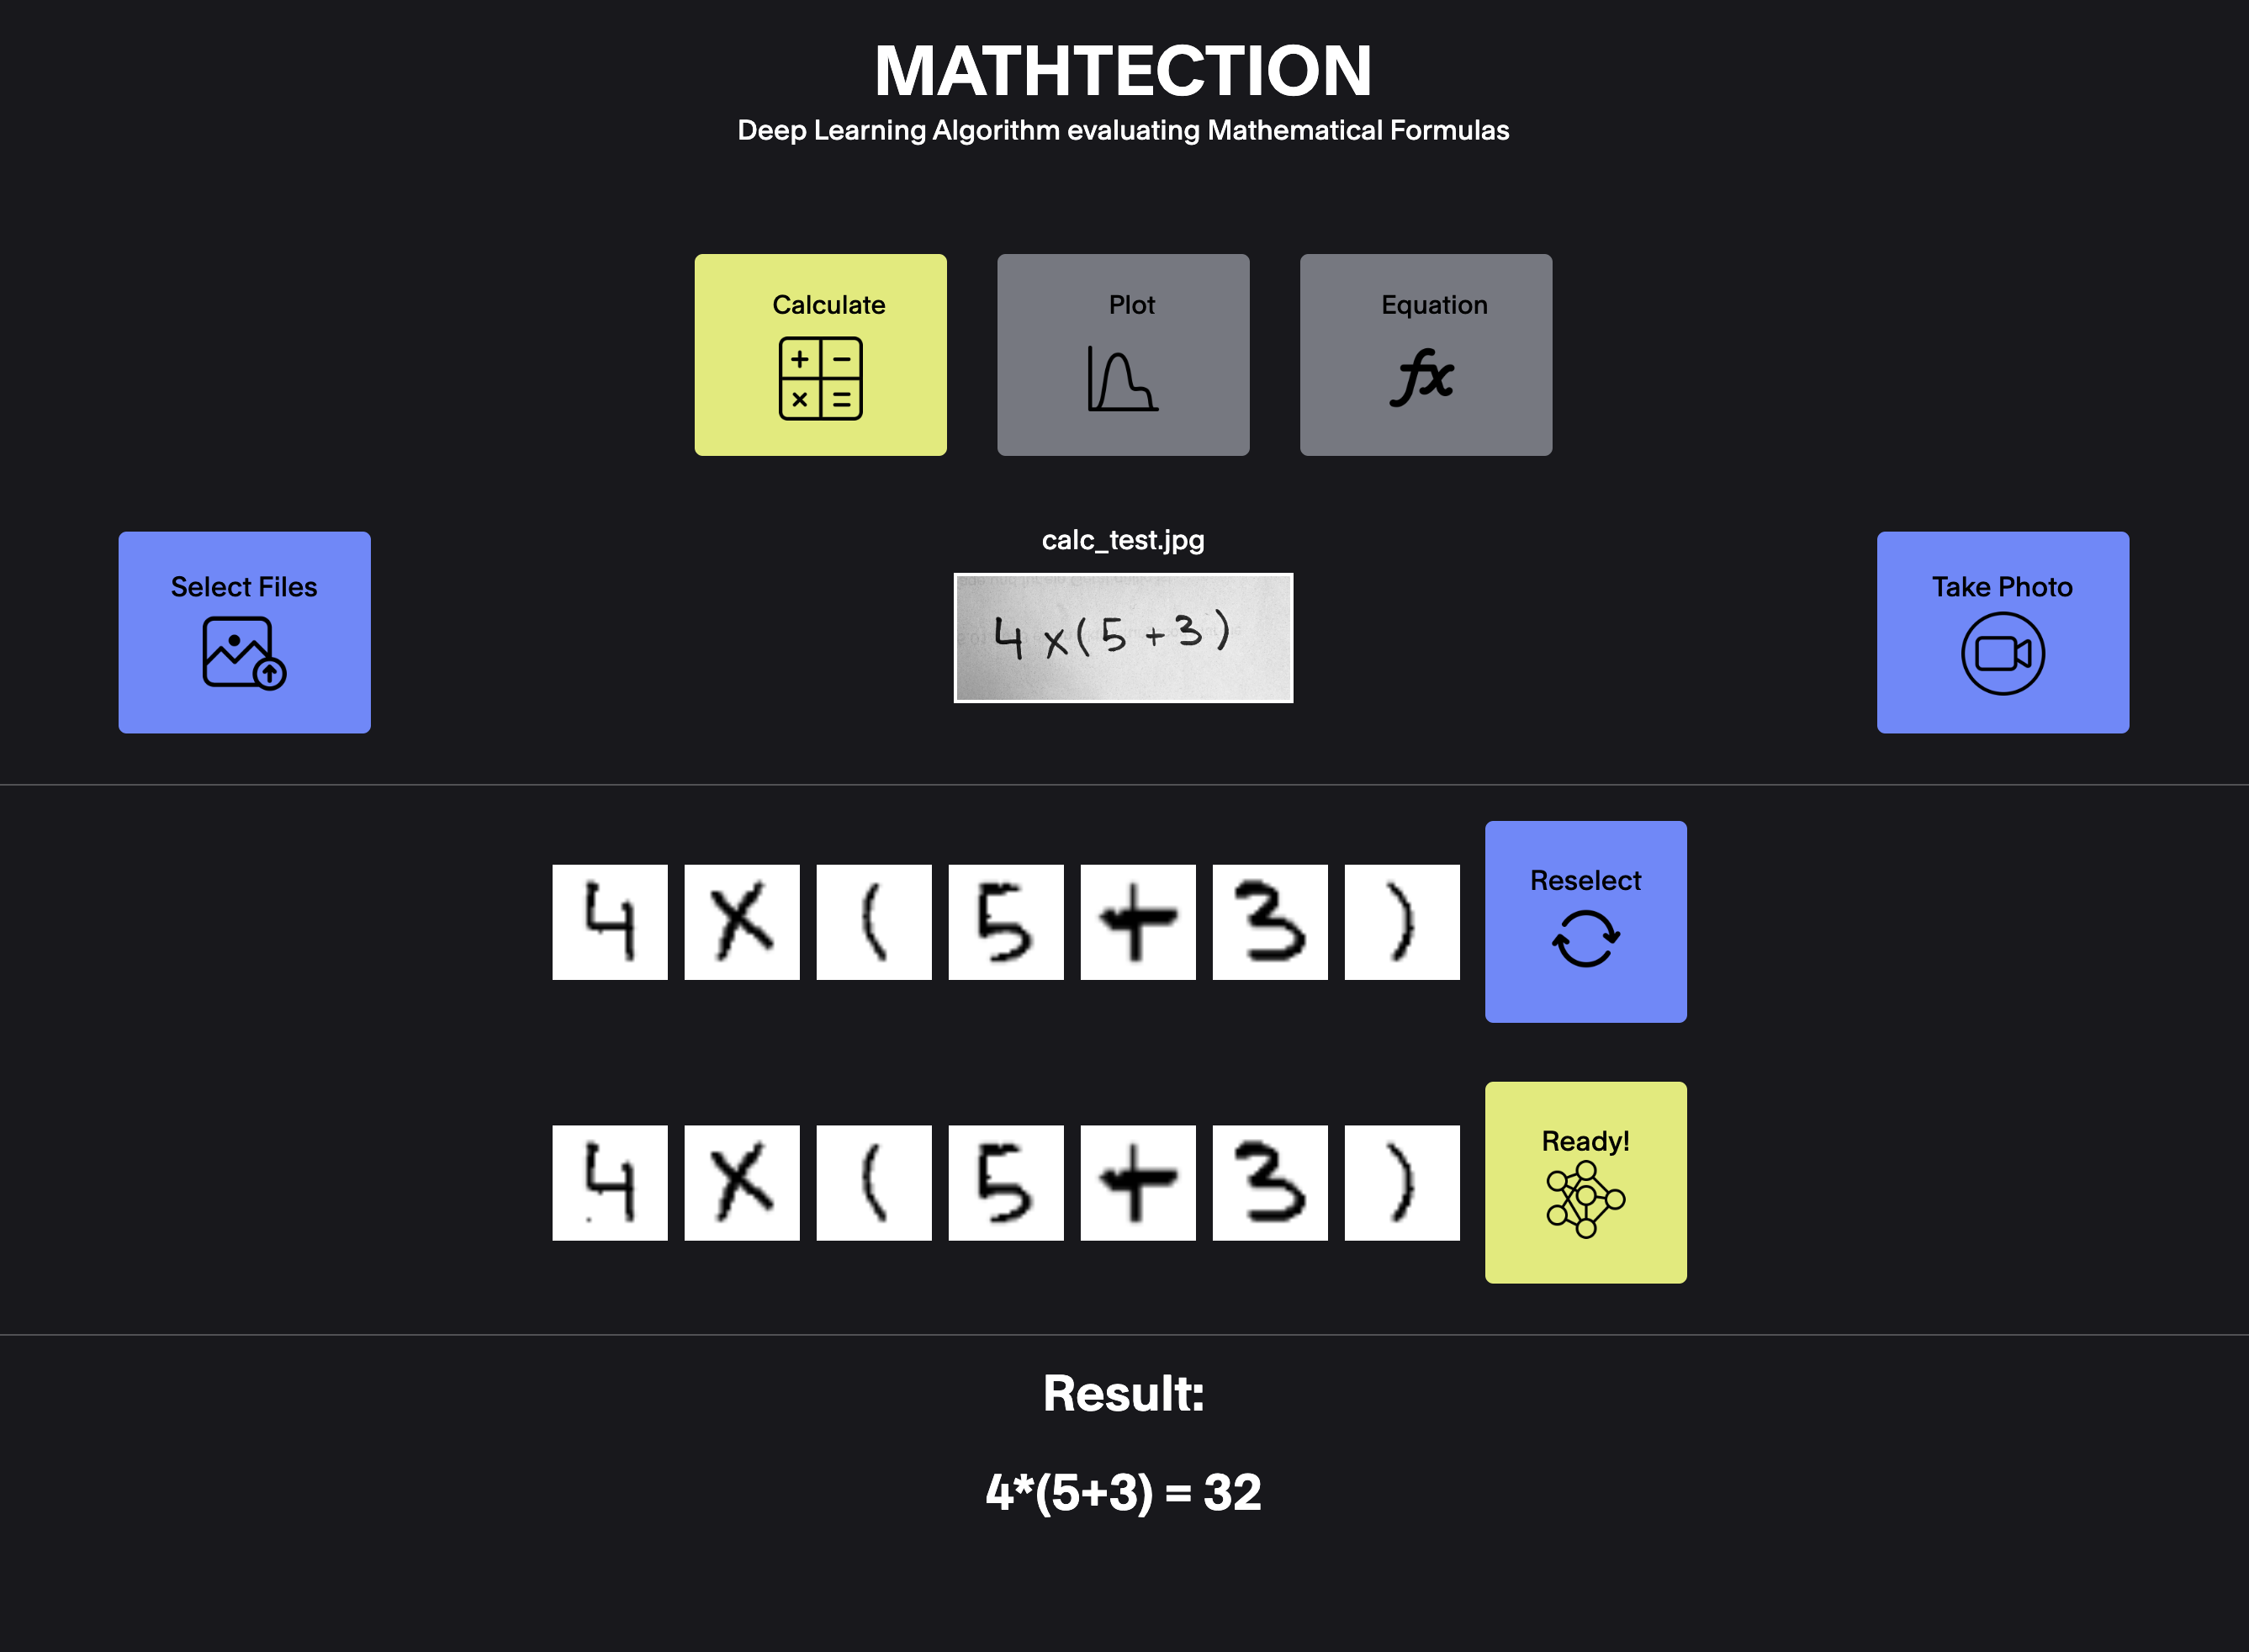 MATHTECTION
Deep Learning Algorithm evaluating Mathematical Formulas
Calculate
Plot
Equation
+ −
× =
fx
Select Files
calc_test.jpg
4 x ( 5 + 3 )
Take Photo
4 X ( 5 + 3 )
Reselect
4 X ( 5 + 3 )
Ready!
Result:
4*(5+3) = 32